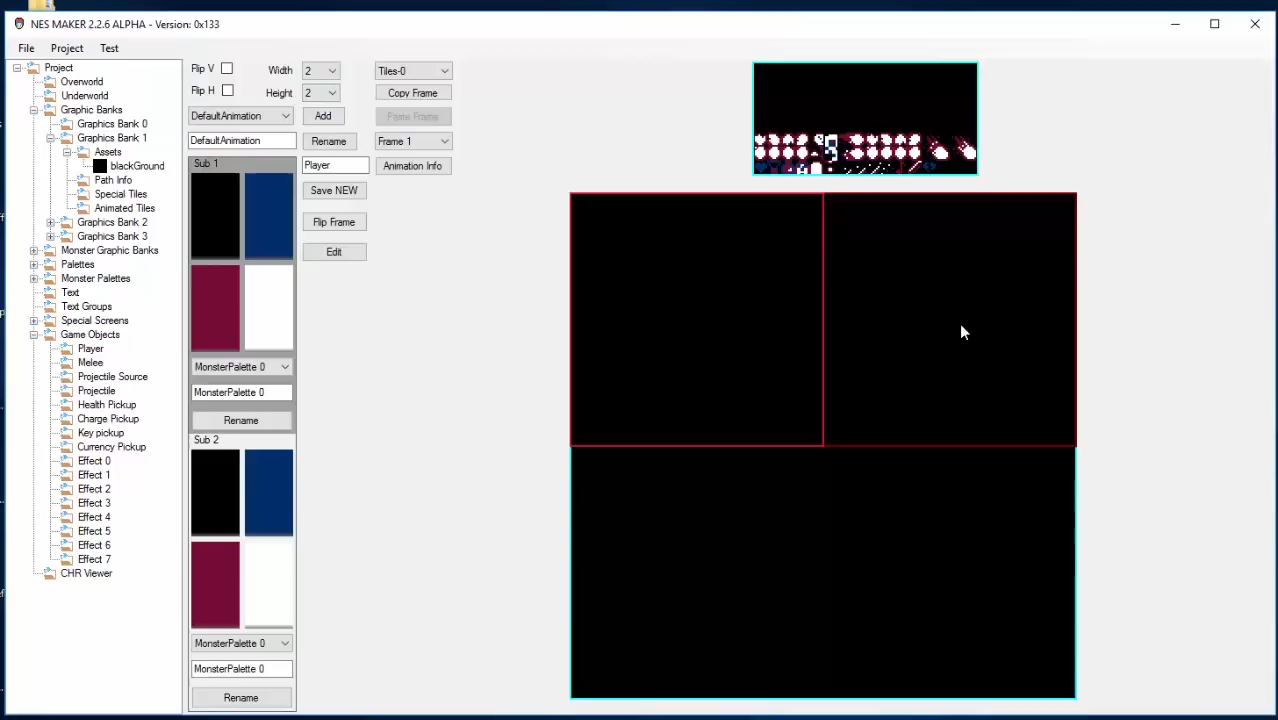 NES MAKER 2.2.6 ALPHA - Version: 0x133
File Project Test
Project
Overworld
Underworld
Graphic Banks
Graphics Bank 0
Graphics Bank 1
Assets
blackGround
Path Info
Special Tiles
Animated Tiles
Graphics Bank 2
Graphics Bank 3
Monster Graphic Banks
Palettes
Monster Palettes
Text
Text Groups
Special Screens
Game Objects
Player
Melee
Projectile Source
Projectile
Health Pickup
Charge Pickup
Key pickup
Currency Pickup
Effect 0
Effect 1
Effect 2
Effect 3
Effect 4
Effect 5
Effect 6
Effect 7
CHR Viewer
Flip V Width 2 Tiles-0
Flip H Height 2 Copy Frame
DefaultAnimation Add Paste Frame
DefaultAnimation Rename Frame 1
Sub 1 Player Animation Info
Save NEW
Flip Frame
Edit
MonsterPalette 0
MonsterPalette 0
Rename
Sub 2
MonsterPalette 0
MonsterPalette 0
Rename